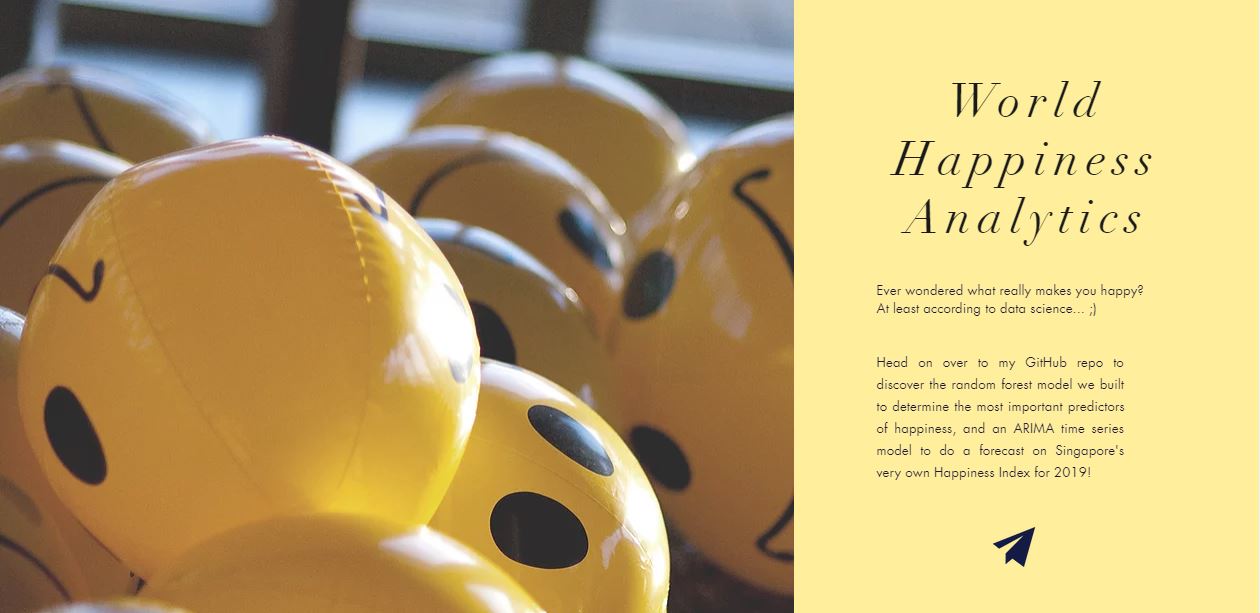 World
Happiness
Analytics
Ever wondered what really makes you happy?
At least according to data science... ;)
Head on over to my GitHub repo to
discover the random forest model we built
to determine the most important predictors
of happiness, and an ARIMA time series
model to do a forecast on Singapore's
very own Happiness Index for 2019!